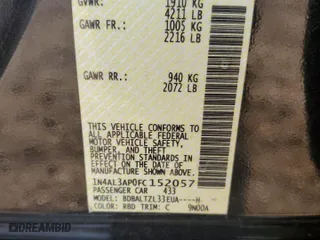 GVWR: 1910 KG
4211 LB
GAWR FR. 1005 KG
2216 LB
GAWR RR. 940 KG
2072 LB
THIS VEHICLE CONFORMS TO ALL
APPLICABLE FEDERAL
MOTOR VEHICLE SAFETY,
BUMPER, AND THEFT PREVENTION
STANDARDS IN EFFECT ON THE DATE
OF MANUFACTURE SHOWN ABOVE.
1N4AL3AP0FC152057
PASSENGER CAR 433
MODEL: BDBALTZL33EUA----H
COLOR: RBD TRIM: C 9N00A
DREAMBID